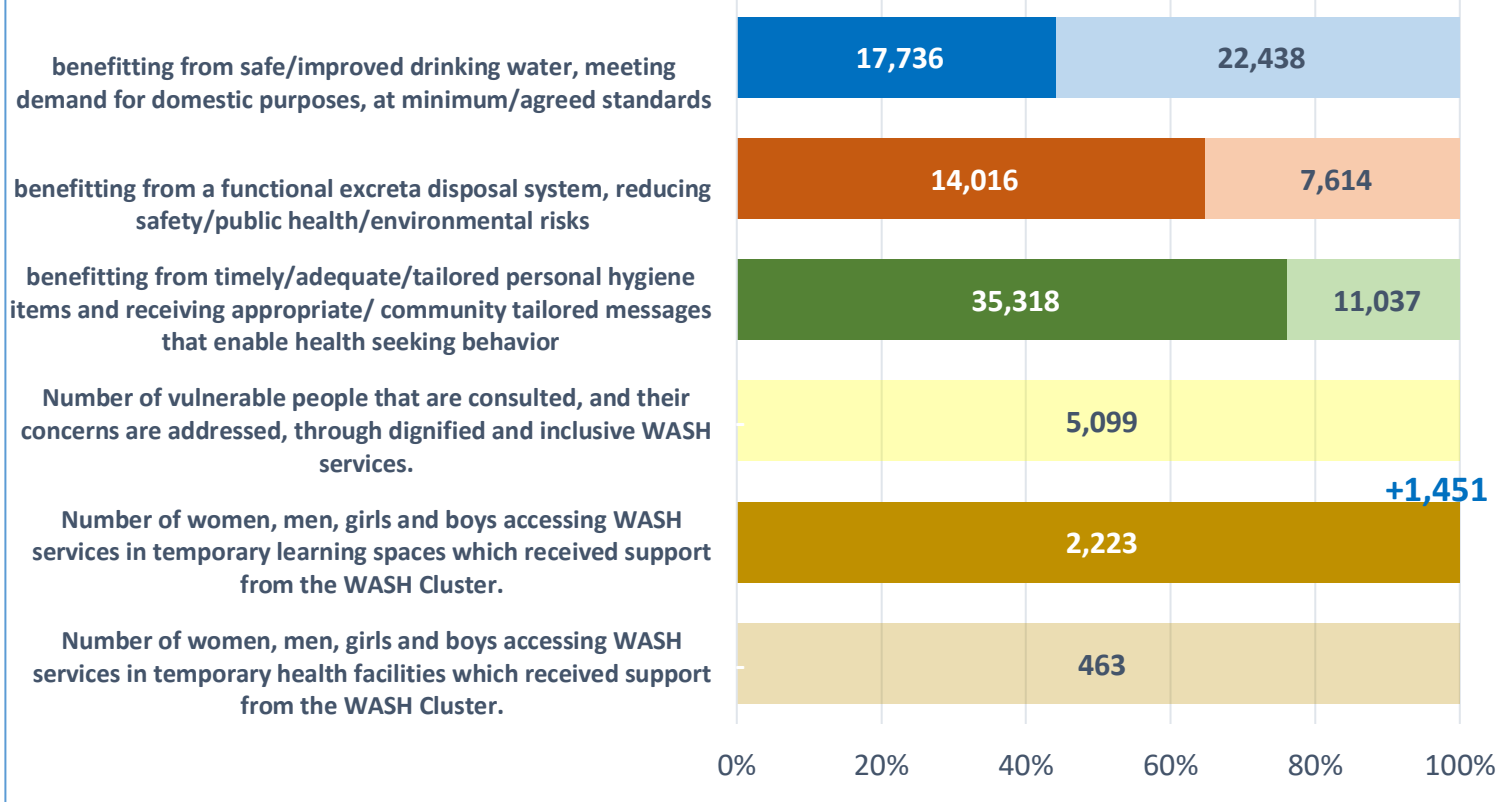 17,736
22,438
benefitting from safe/improved drinking water, meeting
demand for domestic purposes, at minimum/agreed standards
14,016
7,614
benefitting from a functional excreta disposal system, reducing
safety/public health/environmental risks
benefitting from timely/adequate/tailored personal hygiene
items and receiving appropriate/ community tailored messages
that enable health seeking behavior
35,318
11,037
Number of vulnerable people that are consulted, and their
concerns are addressed, through dignified and inclusive WASH
services.
5,099
+1,451
Number of women, men, girls and boys accessing WASH
services in temporary learning spaces which received support
from the WASH Cluster.
2,223
Number of women, men, girls and boys accessing WASH
services in temporary health facilities which received support
from the WASH Cluster.
463
0%
20%
40%
60%
80%
100%